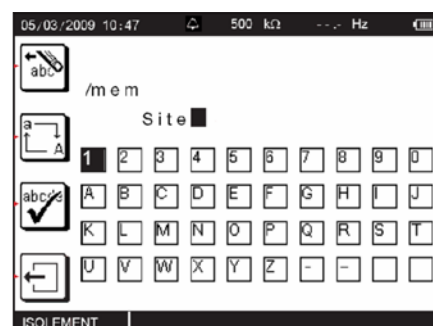 05/03/2009 10:47 500 kΩ --.- Hz
abc
/mem
Site
a A
1 2 3 4 5 6 7 8 9 0
abcde
A B C D E F G H I J
K L M N O P Q R S T
U V W X Y Z - -
ISOLEMENT